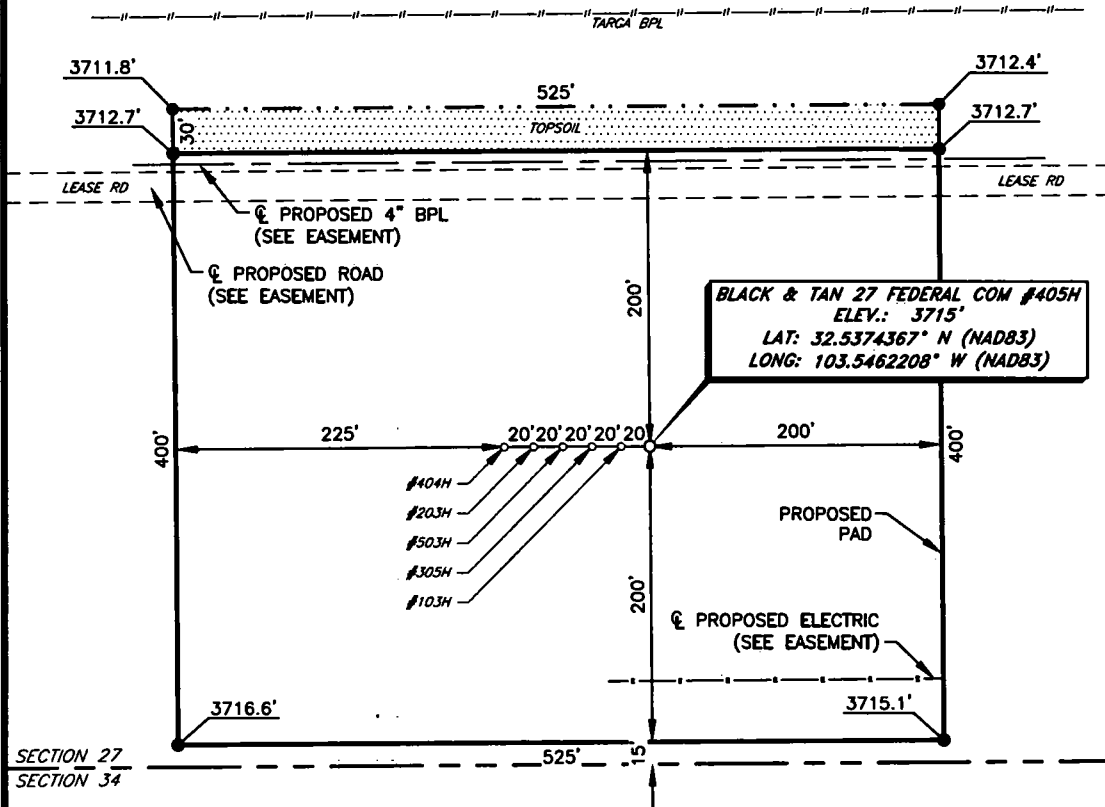 TARGA BPL
3711.8'
3712.4'
525'
3712.7'
3712.7'
30'
TOPSOIL
LEASE RD
LEASE RD
℄ PROPOSED 4" BPL
(SEE EASEMENT)
℄ PROPOSED ROAD
(SEE EASEMENT)
200'
BLACK & TAN 27 FEDERAL COM #405H
ELEV.: 3715'
LAT: 32.5374367° N (NAD83)
LONG: 103.5462208° W (NAD83)
400'
225'
20' 20' 20' 20' 20'
200'
400'
#404H
#203H
#503H
#305H
#103H
PROPOSED
PAD
200'
℄ PROPOSED ELECTRIC
(SEE EASEMENT)
3716.6'
3715.1'
SECTION 27
525'
15'
SECTION 34